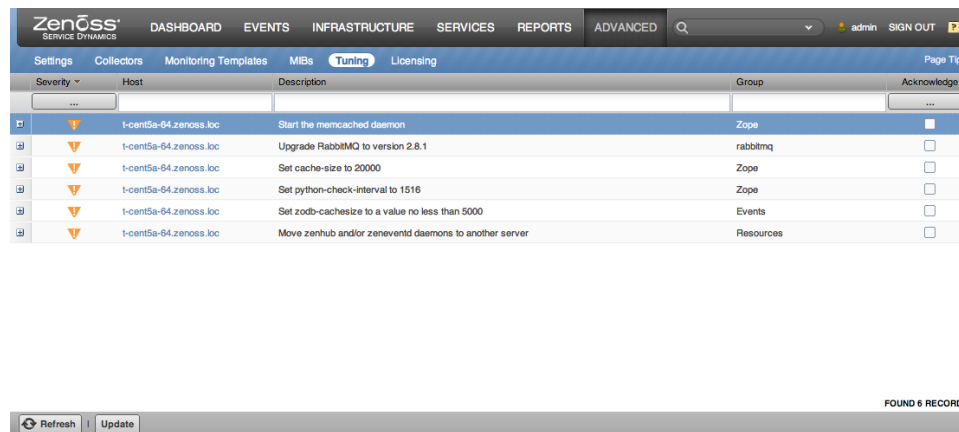 Zenoss DASHBOARD EVENTS INFRASTRUCTURE SERVICES REPORTS ADVANCED admin SIGN OUT ?
SERVICE DYNAMICS
Settings Collectors Monitoring Templates MIBs Tuning Licensing Page Tip
Severity Host Description Group Acknowledge
... ...
t-cent5a-64.zenoss.loc Start the memcached daemon Zope
t-cent5a-64.zenoss.loc Upgrade RabbitMQ to version 2.8.1 rabbitmq
t-cent5a-64.zenoss.loc Set cache-size to 20000 Zope
t-cent5a-64.zenoss.loc Set python-check-interval to 1516 Zope
t-cent5a-64.zenoss.loc Set zodb-cachesize to a value no less than 5000 Events
t-cent5a-64.zenoss.loc Move zenhub and/or zeneventd daemons to another server Resources
FOUND 6 RECORD
Refresh | Update